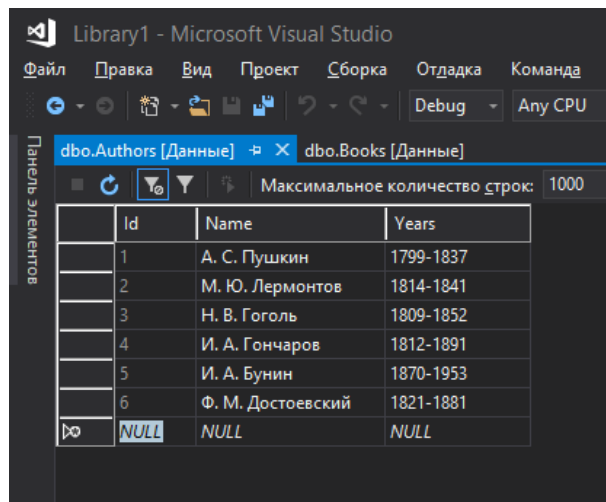 Library1 - Microsoft Visual Studio
Файл Правка Вид Проект Сборка Отладка Команда
Debug Any CPU
Панель элементов
dbo.Authors [Данные] dbo.Books [Данные]
Максимальное количество строк: 1000
Id Name Years
1 А. С. Пушкин 1799-1837
2 М. Ю. Лермонтов 1814-1841
3 Н. В. Гоголь 1809-1852
4 И. А. Гончаров 1812-1891
5 И. А. Бунин 1870-1953
6 Ф. М. Достоевский 1821-1881
NULL NULL NULL